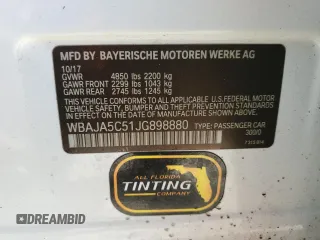 MFD. BY BAYERISCHE MOTOREN WERKE AG
10/17
GVWR 4850 lbs 2200 kg
GAWR FRONT 2299 lbs 1043 kg
GAWR REAR 2745 lbs 1245 kg
THIS VEHICLE CONFORMS TO ALL APPLICABLE U.S. FEDERAL MOTOR
VEHICLE SAFETY, BUMPER, AND THEFT PREVENTION STANDARDS IN
EFFECT ON THE DATE OF MANUFACTURE SHOWN ABOVE.
WBAJA5C51JG898880 TYPE: PASSENGER CAR
300/0
ALL FLORIDA
TINTING
COMPANY
DREAMBID